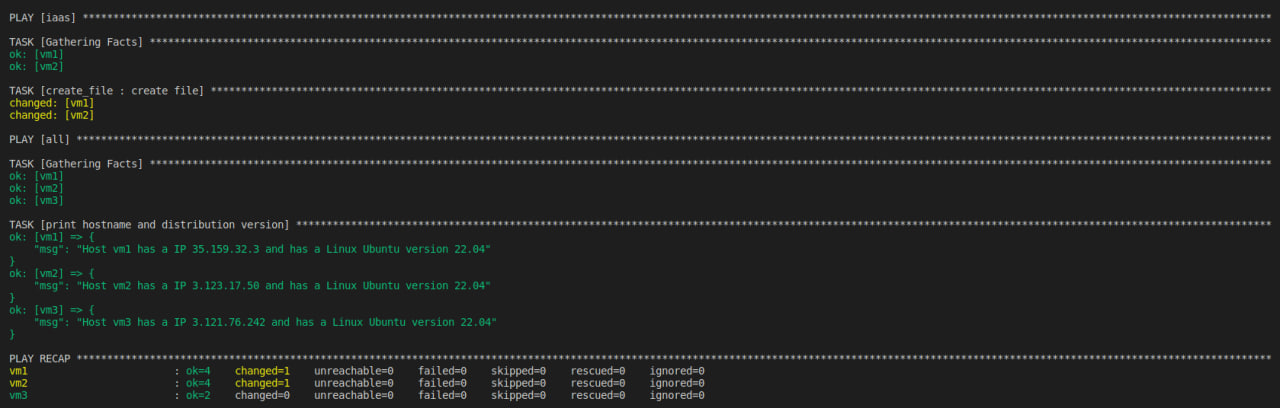 PLAY [iaas] ****************************************************************************************************************************************************************************************************
TASK [Gathering Facts] *****************************************************************************************************************************************************************************************
ok: [vm1]
ok: [vm2]
TASK [create_file : create file] *******************************************************************************************************************************************************************************
changed: [vm1]
changed: [vm2]
PLAY [all] *****************************************************************************************************************************************************************************************************
TASK [Gathering Facts] *****************************************************************************************************************************************************************************************
ok: [vm1]
ok: [vm2]
ok: [vm3]
TASK [print hostname and distribution version] *****************************************************************************************************************************************************************
ok: [vm1] => {
    "msg": "Host vm1 has a IP 35.159.32.3 and has a Linux Ubuntu version 22.04"
}
ok: [vm2] => {
    "msg": "Host vm2 has a IP 3.123.17.50 and has a Linux Ubuntu version 22.04"
}
ok: [vm3] => {
    "msg": "Host vm3 has a IP 3.121.76.242 and has a Linux Ubuntu version 22.04"
}
PLAY RECAP *****************************************************************************************************************************************************************************************************
vm1                        : ok=4    changed=1    unreachable=0    failed=0    skipped=0    rescued=0    ignored=0
vm2                        : ok=4    changed=1    unreachable=0    failed=0    skipped=0    rescued=0    ignored=0
vm3                        : ok=2    changed=0    unreachable=0    failed=0    skipped=0    rescued=0    ignored=0